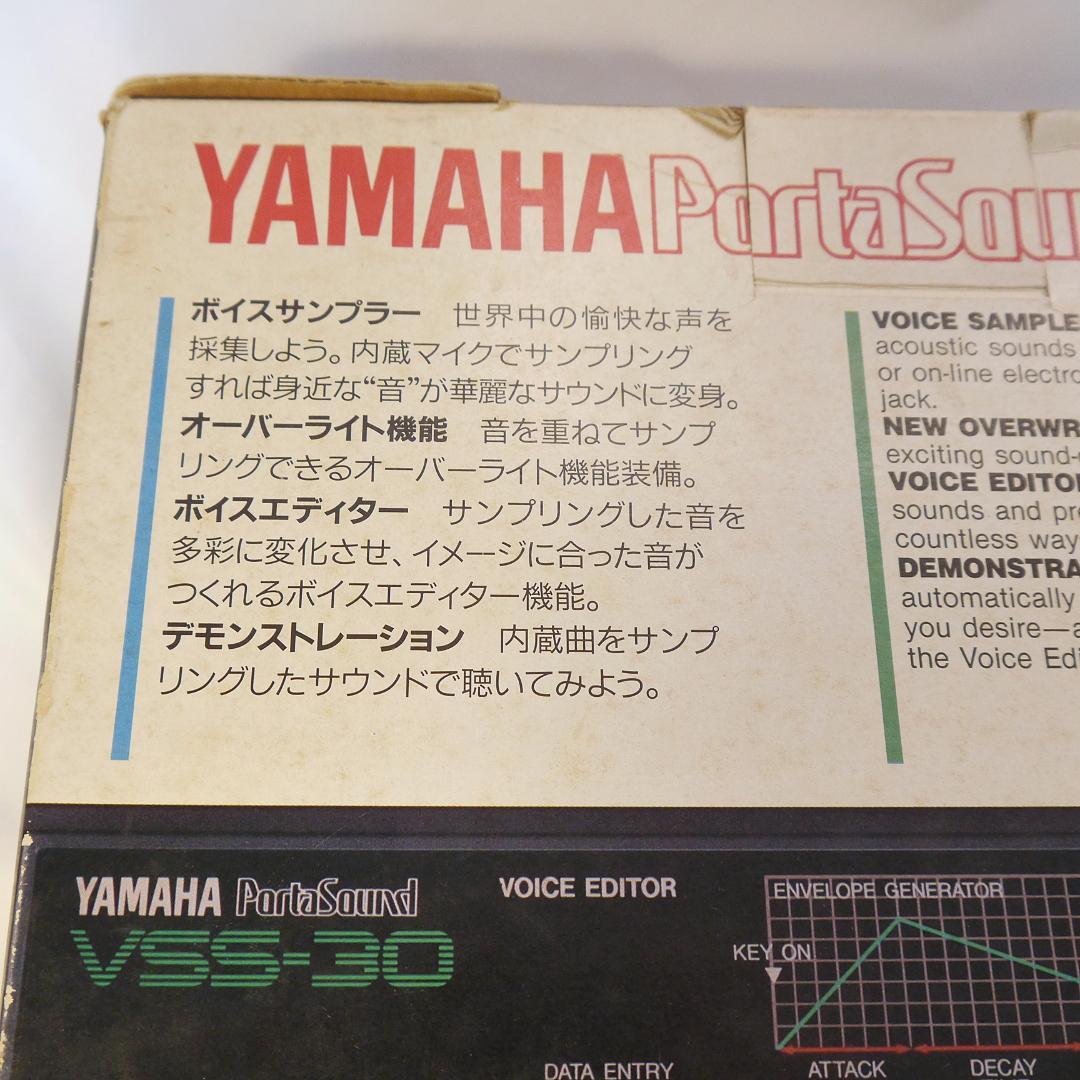 YAMAHA PortaSou
ボイスサンプラー 世界中の愉快な声を
採集しよう。内蔵マイクでサンプリング
すれば身近な“音”が華麗なサウンドに変身。
オーバーライト機能 音を重ねてサンプ
リングできるオーバーライト機能装備。
ボイスエディター サンプリングした音を
多彩に変化させ、イメージに合った音が
つくれるボイスエディター機能。
デモンストレーション 内蔵曲をサンプ
リングしたサウンドで聴いてみよう。
VOICE SAMPLE
acoustic sounds
or on-line electro
jack.
NEW OVERWR
exciting sound-
VOICE EDITO
sounds and pre
countless way
DEMONSTRA
automatically
you desire—a
the Voice Edi
YAMAHA PortaSound
VSS-30
VOICE EDITOR
ENVELOPE GENERATOR
KEY ON
ATTACK DECAY
DATA ENTRY